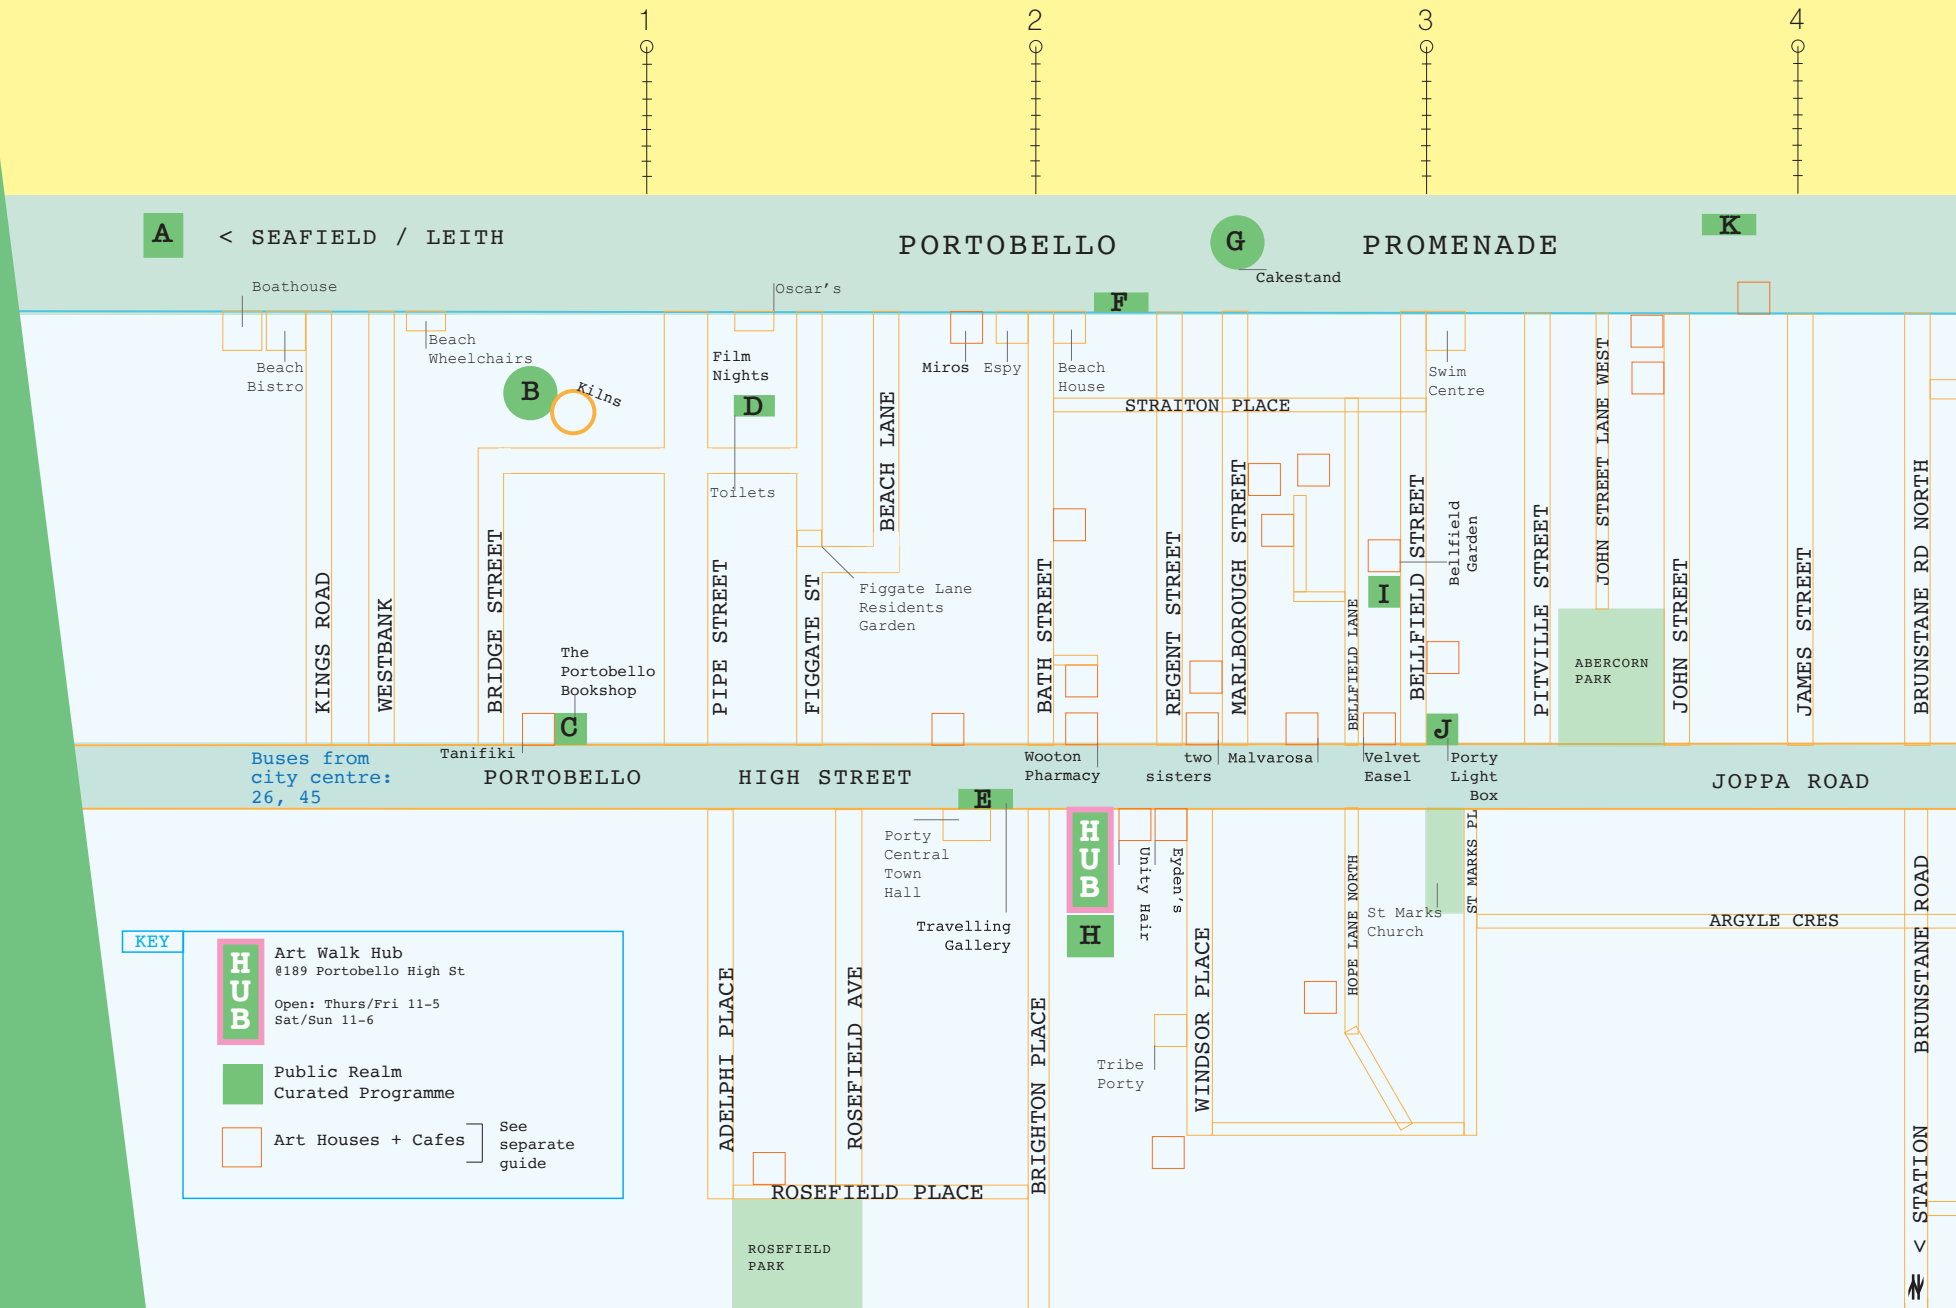 1
2
3
4
A
< SEAFIELD / LEITH
PORTOBELLO
G
PROMENADE
K
Cakestand
Boathouse
Oscar's
F
Beach
Wheelchairs
Beach
Bistro
B
Kilns
Film
Nights
D
Toilets
Miros
Espy
Beach
House
STRAITON PLACE
Swim
Centre
KINGS ROAD
WESTBANK
BRIDGE STREET
PIPE STREET
FIGGATE ST
BEACH LANE
Figgate Lane
Residents
Garden
BATH STREET
REGENT STREET
MARLBOROUGH STREET
BELLFIELD LANE
I
BELLFIELD STREET
Bellfield
Garden
PITVILLE STREET
JOHN STREET LANE WEST
ABERCORN
PARK
JOHN STREET
JAMES STREET
BRUNSTANE RD NORTH
The
Portobello
Bookshop
C
Tanifiki
J
Buses from
city centre:
26, 45
PORTOBELLO
HIGH STREET
Wooton
Pharmacy
two
sisters
Malvarosa
Velvet
Easel
Porty
Light
Box
JOPPA ROAD
E
Porty
Central
Town
Hall
Travelling
Gallery
HUB
H
Unity Hair
Eyden's
HOPE LANE NORTH
St Marks
Church
ST MARKS PL
ARGYLE CRES
BRUNSTANE ROAD
ADELPHI PLACE
ROSEFIELD AVE
BRIGHTON PLACE
WINDSOR PLACE
Tribe
Porty
ROSEFIELD PLACE
ROSEFIELD
PARK
< STATION
KEY
HUB
Art Walk Hub
@189 Portobello High St
Open: Thurs/Fri 11-5
Sat/Sun 11-6
Public Realm
Curated Programme
Art Houses + Cafes
See
separate
guide